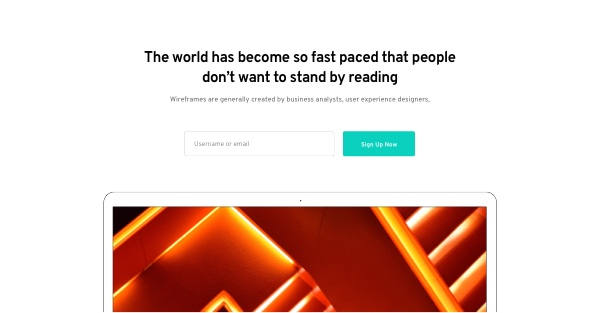 The world has become so fast paced that people
don't want to stand by reading
Wireframes are generally created by business analysts, user experience designers,
Username or email
Sign Up Now